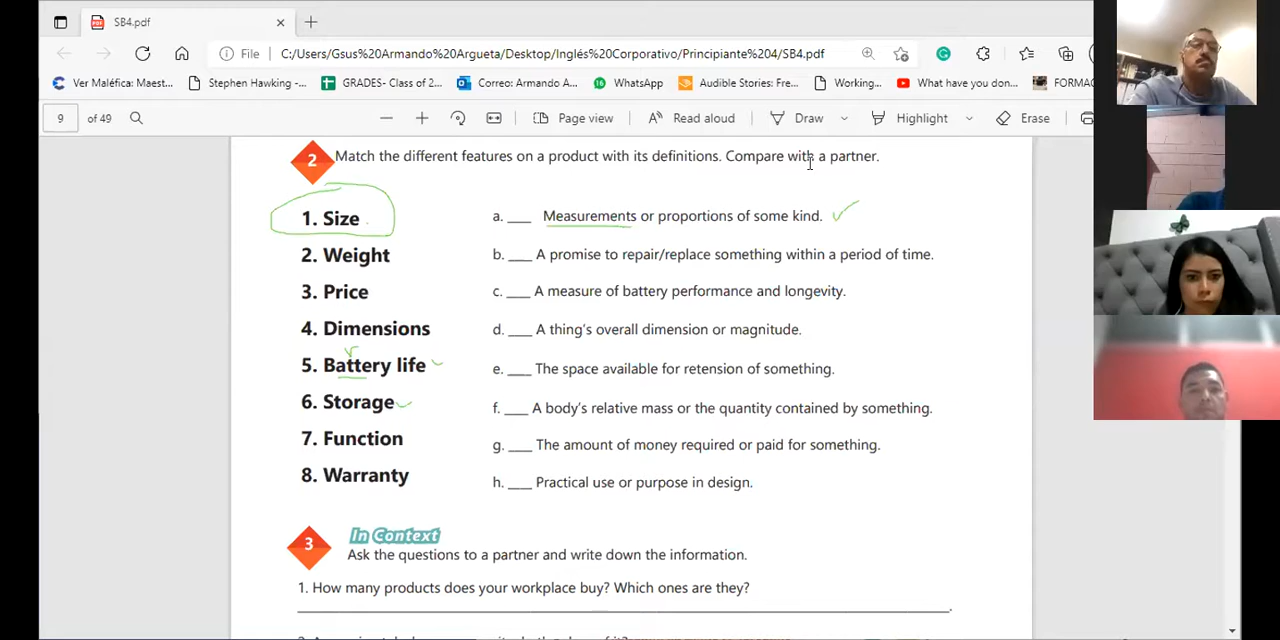 SB4.pdf
File C:/Users/Gsus%20Armando%20Argueta/Desktop/Inglés%20Corporativo/Principiante%204/SB4.pdf
Ver Maléfica: Maest... Stephen Hawking -... GRADES- Class of 2... Correo: Armando A... WhatsApp Audible Stories: Fre... Working... What have you don... FORMAC
9 of 49 Page view Read aloud Draw Highlight Erase
2 Match the different features on a product with its definitions. Compare with a partner.
1. Size a. ___ Measurements or proportions of some kind.
2. Weight b. ___ A promise to repair/replace something within a period of time.
3. Price c. ___ A measure of battery performance and longevity.
4. Dimensions d. ___ A thing's overall dimension or magnitude.
5. Battery life e. ___ The space available for retention of something.
6. Storage f. ___ A body's relative mass or the quantity contained by something.
7. Function g. ___ The amount of money required or paid for something.
8. Warranty h. ___ Practical use or purpose in design.
3 In Context
Ask the questions to a partner and write down the information.
1. How many products does your workplace buy? Which ones are they?